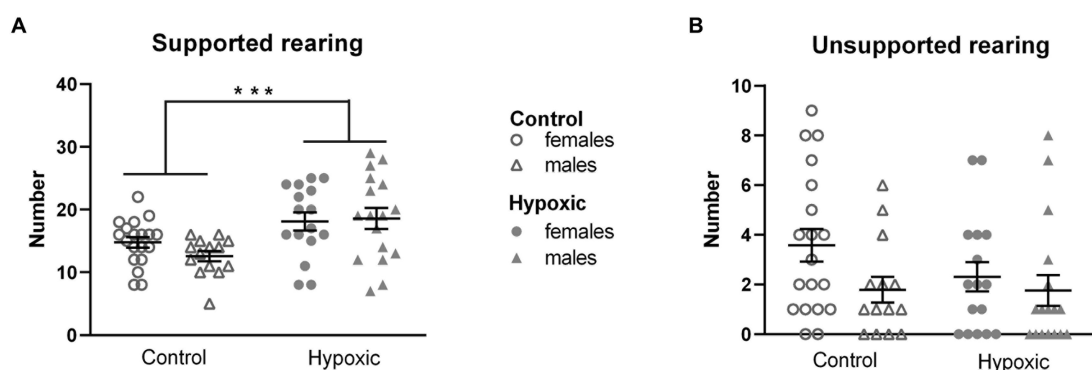 A
Supported rearing
Number
40
30
20
10
0
* * *
Control
Hypoxic
Control
females
males
Hypoxic
females
males
B
Unsupported rearing
Number
10
8
6
4
2
0
Control
Hypoxic